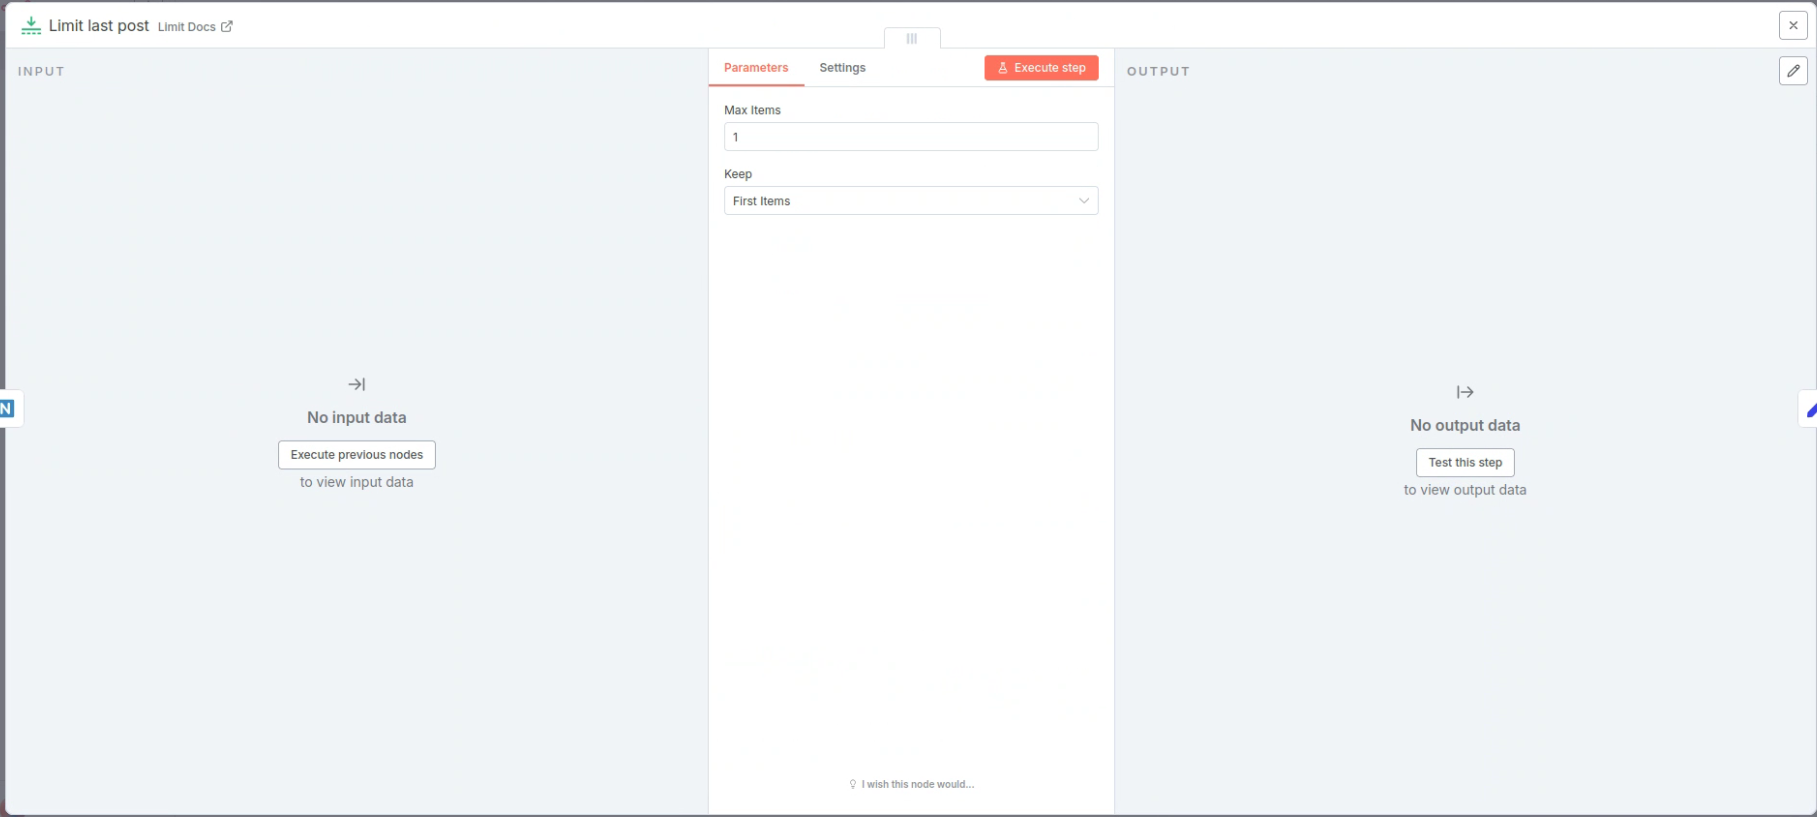 Limit last post Limit Docs
INPUT
Parameters Settings Execute step
OUTPUT
Max Items
1
Keep
First Items
N
No input data
Execute previous nodes
to view input data
No output data
Test this step
to view output data
I wish this node would...